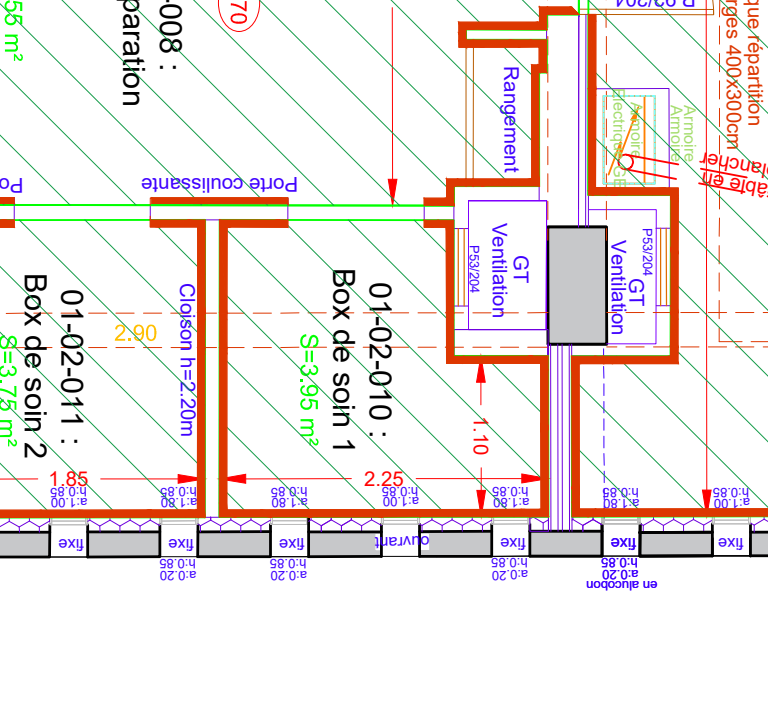 -008 :
paration
55 m²
70
Rangement
Armoire
Armoire
que répartition
rges 400x300cm
plancher
câble en
Porte coulissante
Po
GT
Ventilation
P53/204
GT
Ventilation
P53/204
01-02-011 :
Box de soin 2
S=3.75 m²
2.90
Cloison h=2.20m
01-02-010 :
Box de soin 1
S=3.95 m²
1.10
1.85
2.25
h:0.85
a:1.00
h:0.85
a:1.80
h:0.85
a:1.80
h:0.85
a:1.80
h:0.85
a:1.80
h:0.85
a:1.00
fixe
fixe
fixe
ouvrant
fixe
fixe
fixe
h:0.85
a:0.20
h:0.85
a:0.20
h:0.85
a:0.20
h:0.85
a:0.20
en alucobon